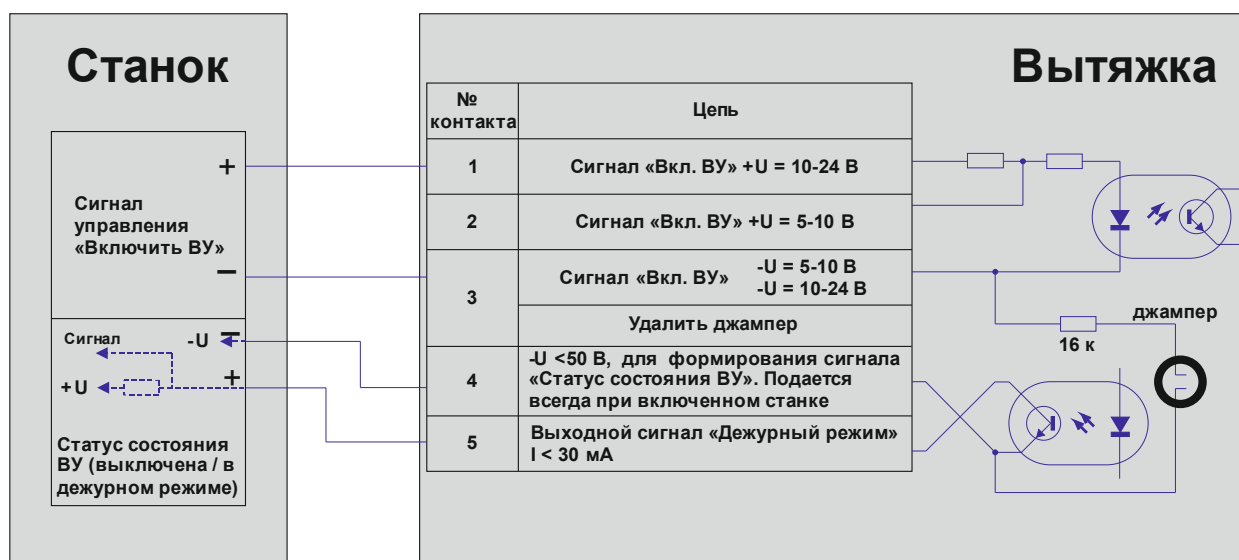 Станок
Вытяжка
№
контакта
Цепь
1
Сигнал «Вкл. ВУ» +U = 10-24 В
2
Сигнал «Вкл. ВУ» +U = 5-10 В
3
Сигнал «Вкл. ВУ»
-U = 5-10 В
-U = 10-24 В
Удалить джампер
4
-U <50 В, для формирования сигнала
«Статус состояния ВУ». Подается
всегда при включенном станке
5
Выходной сигнал «Дежурный режим»
I < 30 мА
+
Сигнал
управления
«Включить ВУ»
−
Сигнал
-U
+U
+
Статус состояния
ВУ (выключена / в
дежурном режиме)
джампер
16 к